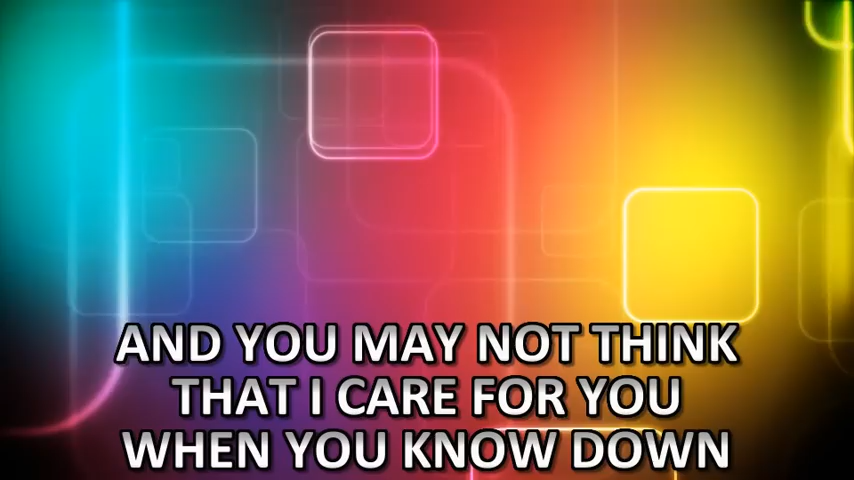 AND YOU MAY NOT THINK
THAT I CARE FOR YOU
WHEN YOU KNOW DOWN